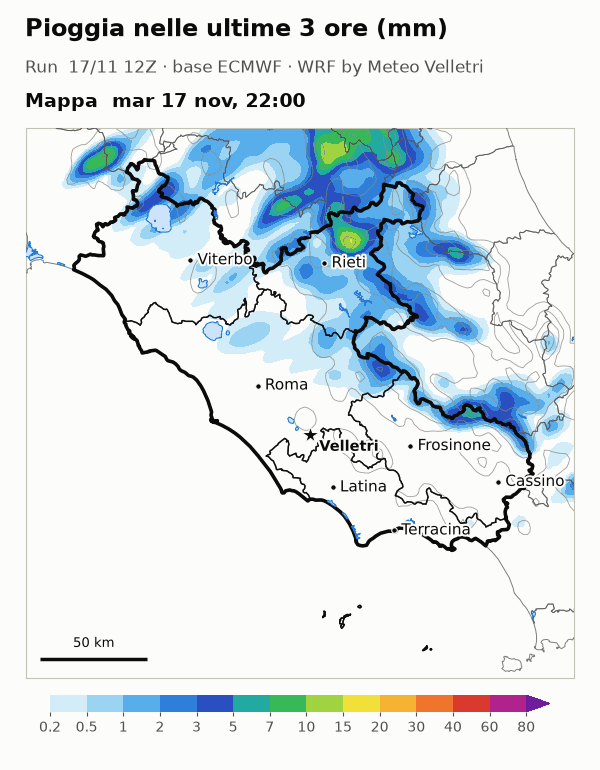 Pioggia nelle ultime 3 ore (mm)
Run 17/11 12Z · base ECMWF · WRF by Meteo Velletri
Mappa mar 17 nov, 22:00
Viterbo
Rieti
Roma
Velletri
Frosinone
Cassino
Latina
Terracina
50 km
0.2 0.5 1 2 3 5 7 10 15 20 30 40 60 80